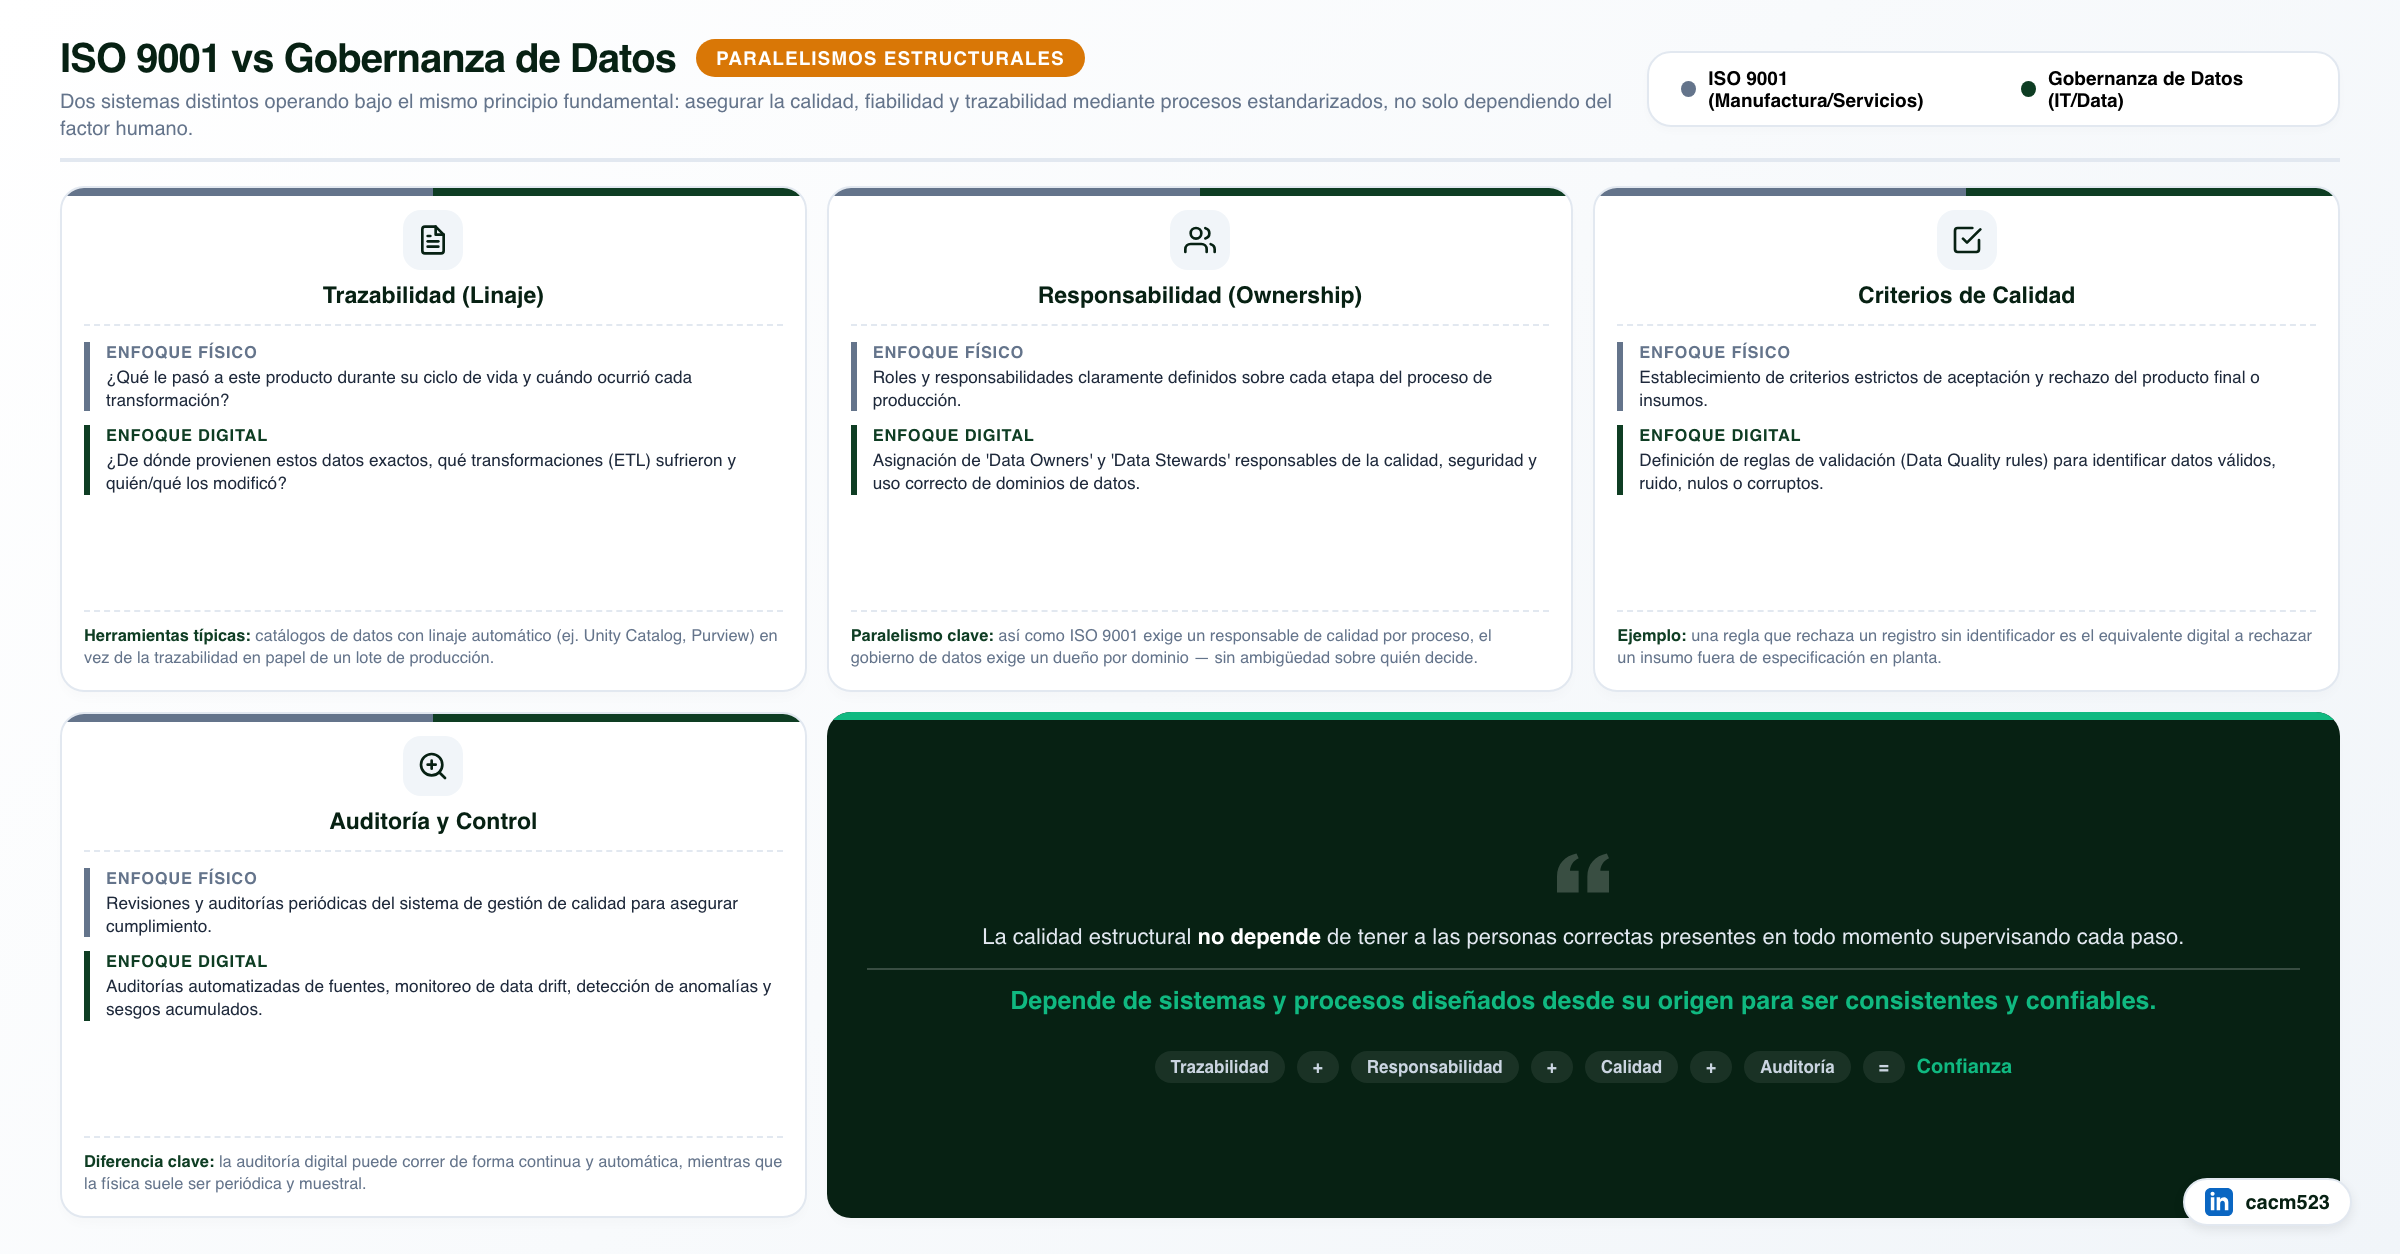 ISO 9001 vs Gobernanza de Datos
PARALELISMOS ESTRUCTURALES
Dos sistemas distintos operando bajo el mismo principio fundamental: asegurar la calidad, fiabilidad y trazabilidad mediante procesos estandarizados, no solo dependiendo del
factor humano.
ISO 9001
(Manufactura/Servicios)
Gobernanza de Datos
(IT/Data)
Trazabilidad (Linaje)
ENFOQUE FÍSICO
¿Qué le pasó a este producto durante su ciclo de vida y cuándo ocurrió cada
transformación?
ENFOQUE DIGITAL
¿De dónde provienen estos datos exactos, qué transformaciones (ETL) sufrieron y
quién/qué los modificó?
Herramientas típicas: catálogos de datos con linaje automático (ej. Unity Catalog, Purview) en
vez de la trazabilidad en papel de un lote de producción.
Responsabilidad (Ownership)
ENFOQUE FÍSICO
Roles y responsabilidades claramente definidos sobre cada etapa del proceso de
producción.
ENFOQUE DIGITAL
Asignación de 'Data Owners' y 'Data Stewards' responsables de la calidad, seguridad y
uso correcto de dominios de datos.
Paralelismo clave: así como ISO 9001 exige un responsable de calidad por proceso, el
gobierno de datos exige un dueño por dominio — sin ambigüedad sobre quién decide.
Criterios de Calidad
ENFOQUE FÍSICO
Establecimiento de criterios estrictos de aceptación y rechazo del producto final o
insumos.
ENFOQUE DIGITAL
Definición de reglas de validación (Data Quality rules) para identificar datos válidos,
ruido, nulos o corruptos.
Ejemplo: una regla que rechaza un registro sin identificador es el equivalente digital a rechazar
un insumo fuera de especificación en planta.
Auditoría y Control
ENFOQUE FÍSICO
Revisiones y auditorías periódicas del sistema de gestión de calidad para asegurar
cumplimiento.
ENFOQUE DIGITAL
Auditorías automatizadas de fuentes, monitoreo de data drift, detección de anomalías y
sesgos acumulados.
Diferencia clave: la auditoría digital puede correr de forma continua y automática, mientras que
la física suele ser periódica y muestral.
“
La calidad estructural no depende de tener a las personas correctas presentes en todo momento supervisando cada paso.
Depende de sistemas y procesos diseñados desde su origen para ser consistentes y confiables.
Trazabilidad + Responsabilidad + Calidad + Auditoría = Confianza
in cacm523